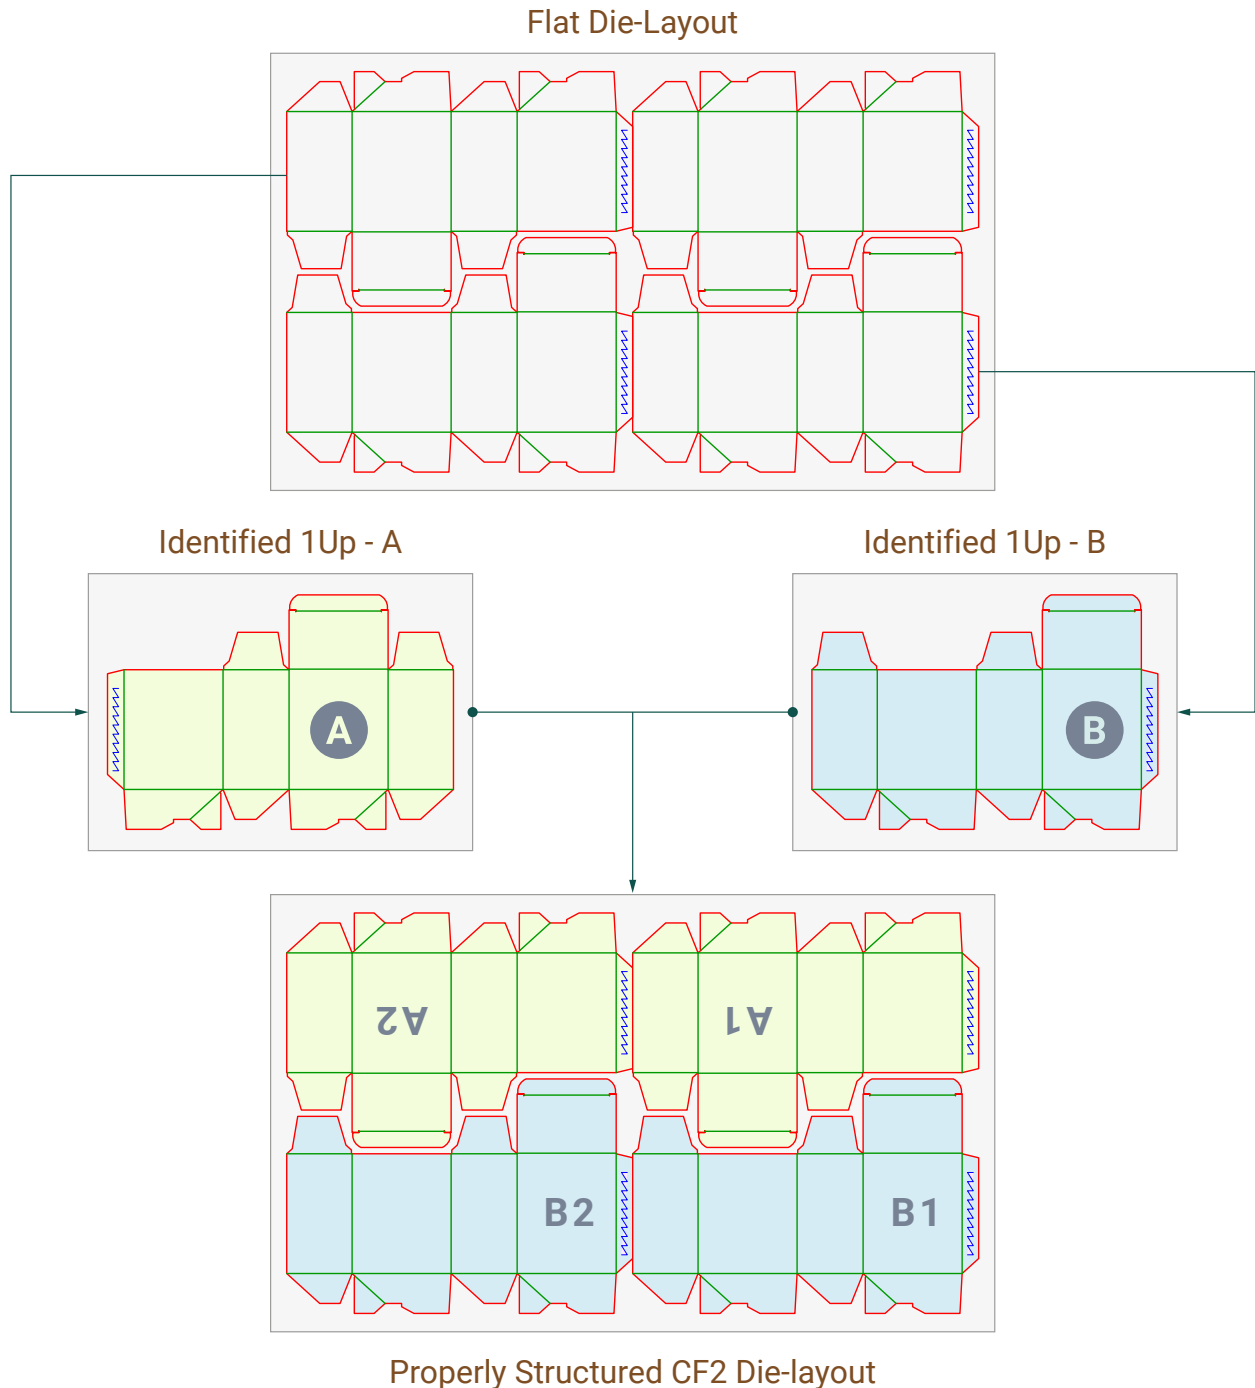 Flat Die-Layout
Identified 1Up - A
Identified 1Up - B
A
B
A2
A1
B2
B1
Properly Structured CF2 Die-layout